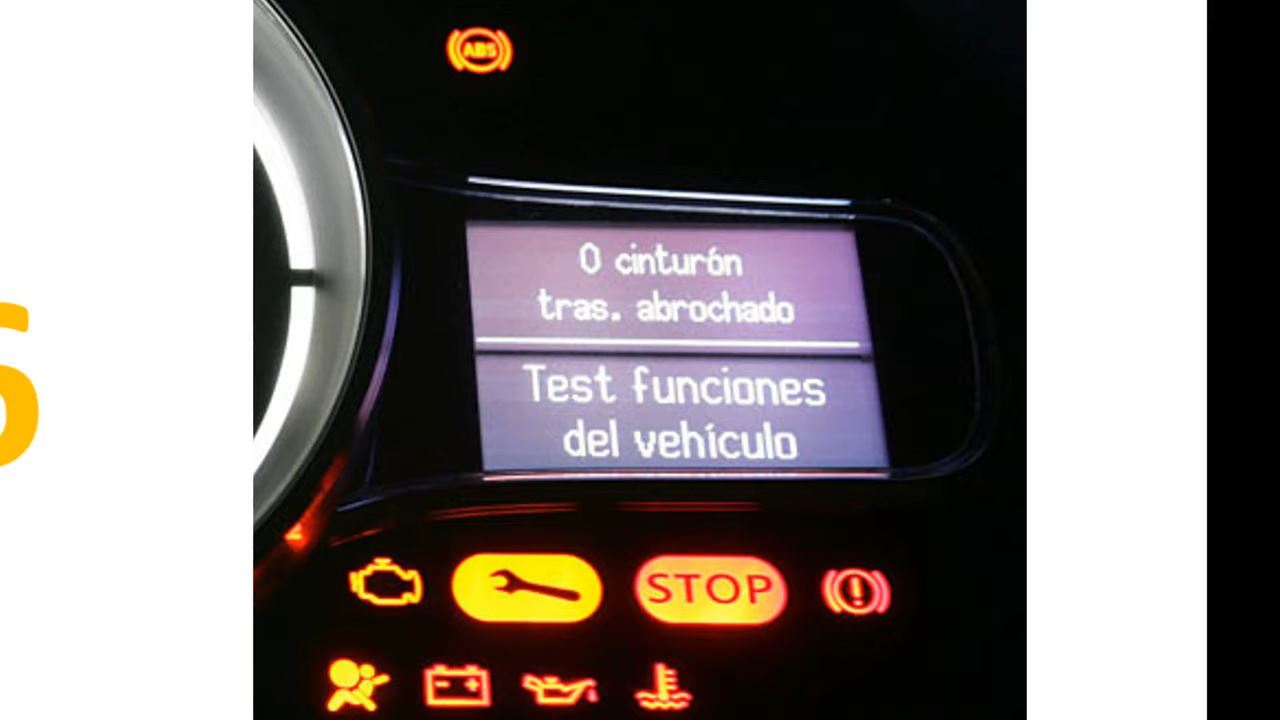 ABS
0 cinturón
tras. abrochado
Test funciones
del vehículo
STOP